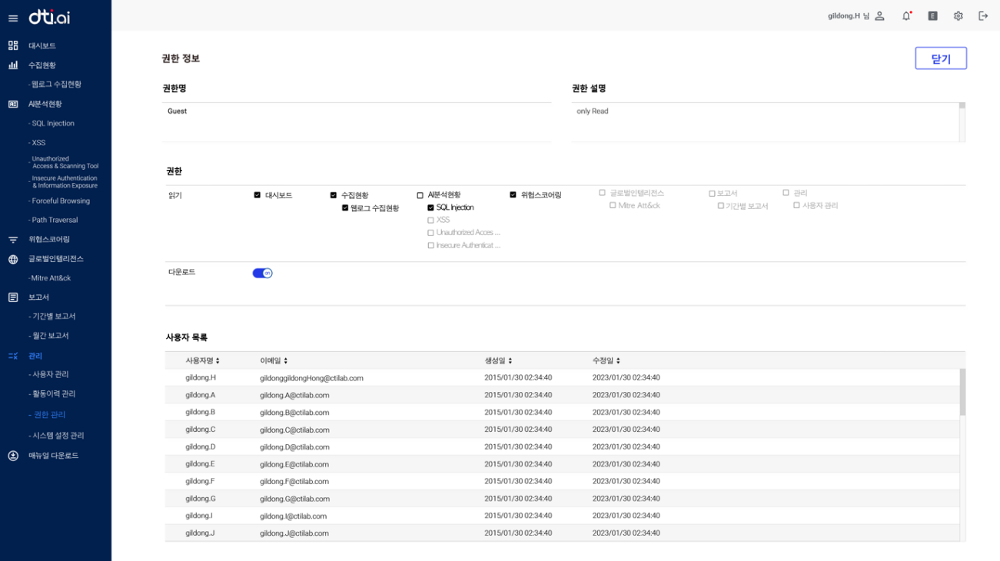 dti.ai
gildong.H 님
E
대시보드
수집현황
- 웹로그 수집현황
AI
AI분석현황
- SQL Injection
- XSS
- Unauthorized
Access & Scanning Tool
- Insecure Authentication
& Information Exposure
- Forceful Browsing
- Path Traversal
위협스코어링
글로벌인텔리전스
- Mitre Att&ck
보고서
- 기간별 보고서
- 월간 보고서
관리
- 사용자 관리
- 활동이력 관리
- 권한 관리
- 시스템 설정 관리
매뉴얼 다운로드
권한 정보
닫기
권한명
권한 설명
Guest
only Read
권한
읽기
대시보드
수집현황
웹로그 수집현황
AI분석현황
SQL Injection
XSS
Unauthorized Acces ...
Insecure Authenticat ...
위협스코어링
글로벌인텔리전스
Mitre Att&ck
보고서
기간별 보고서
관리
사용자 관리
다운로드
on
사용자 목록
사용자명 이메일 생성일 수정일
gildong.H gildonggildongHong@ctilab.com 2015/01/30 02:34:40 2023/01/30 02:34:40
gildong.A gildong.A@ctilab.com 2015/01/30 02:34:40 2023/01/30 02:34:40
gildong.B gildong.B@ctilab.com 2015/01/30 02:34:40 2023/01/30 02:34:40
gildong.C gildong.C@ctilab.com 2015/01/30 02:34:40 2023/01/30 02:34:40
gildong.D gildong.D@ctilab.com 2015/01/30 02:34:40 2023/01/30 02:34:40
gildong.E gildong.E@ctilab.com 2015/01/30 02:34:40 2023/01/30 02:34:40
gildong.F gildong.F@ctilab.com 2015/01/30 02:34:40 2023/01/30 02:34:40
gildong.G gildong.G@ctilab.com 2015/01/30 02:34:40 2023/01/30 02:34:40
gildong.I gildong.I@ctilab.com 2015/01/30 02:34:40 2023/01/30 02:34:40
gildong.J gildong.J@ctilab.com 2015/01/30 02:34:40 2023/01/30 02:34:40